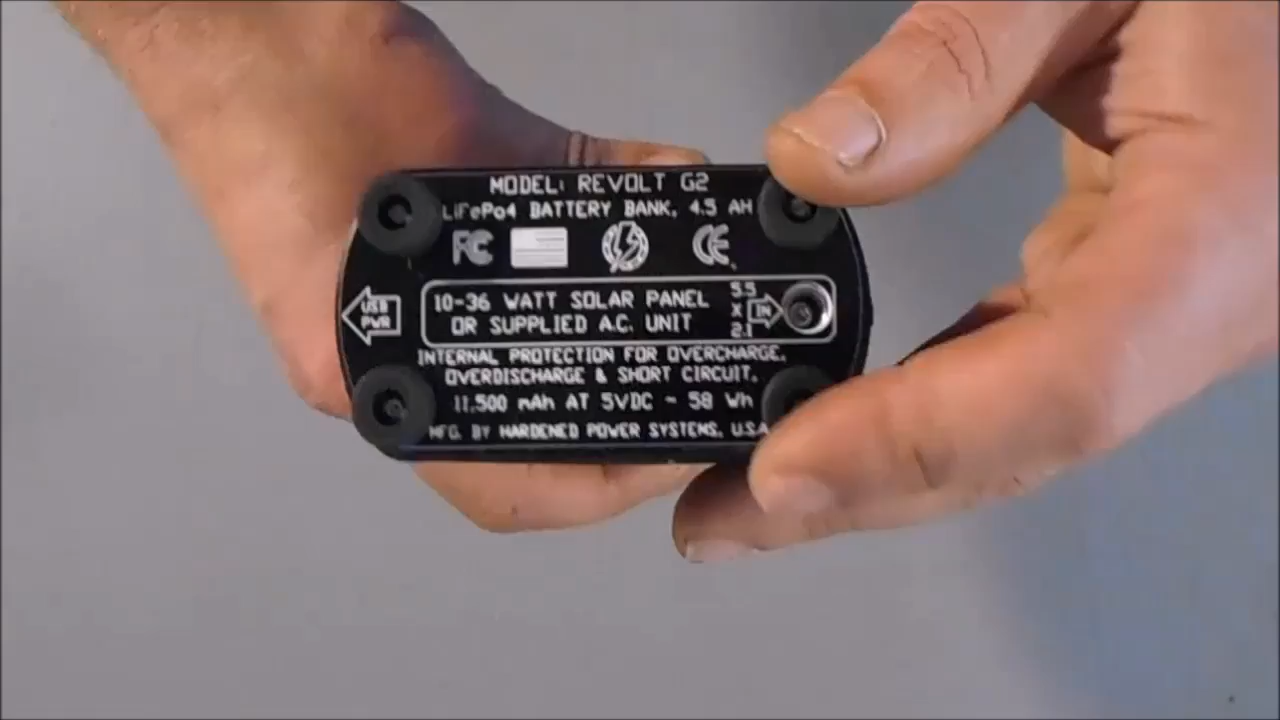 MODEL: REVOLT G2
LiFePo4 BATTERY BANK, 4.5 AH
FC CE
USB PWR
10-36 WATT SOLAR PANEL
OR SUPPLIED A.C. UNIT
5.5 X 2.1
IN
INTERNAL PROTECTION FOR OVERCHARGE,
OVERDISCHARGE & SHORT CIRCUIT.
11,500 mAh AT 5VDC - 58 Wh
MFG. BY HARDENED POWER SYSTEMS, U.S.A